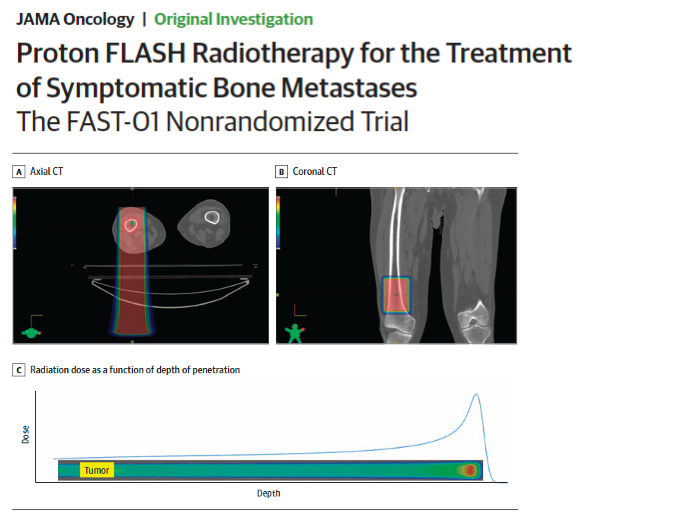 JAMA Oncology | Original Investigation
Proton FLASH Radiotherapy for the Treatment
of Symptomatic Bone Metastases
The FAST-01 Nonrandomized Trial
A Axial CT
B Coronal CT
C Radiation dose as a function of depth of penetration
Dose
Tumor
Depth